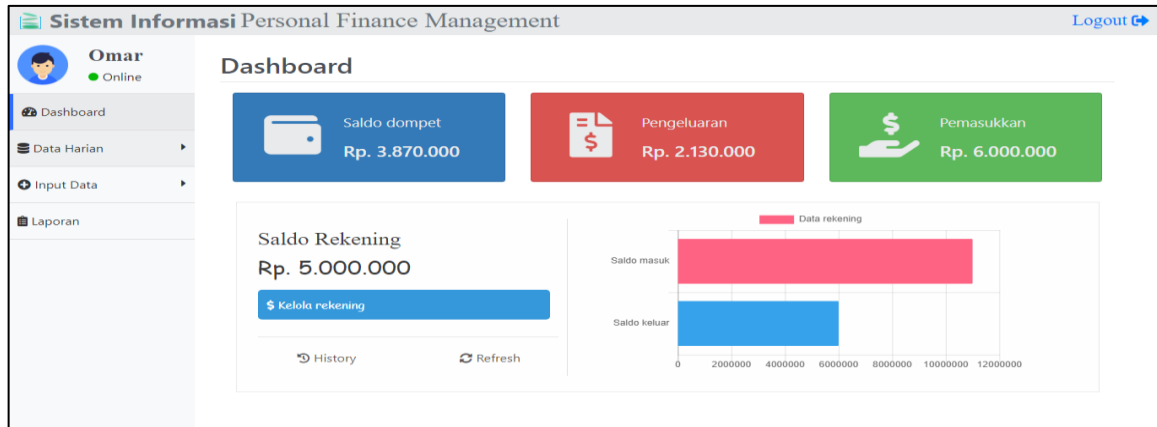 Sistem Informasi Personal Finance Management
Logout
Omar
Online
Dashboard
Data Harian
Input Data
Laporan
Dashboard
Saldo dompet
Rp. 3.870.000
Pengeluaran
Rp. 2.130.000
Pemasukkan
Rp. 6.000.000
Saldo Rekening
Rp. 5.000.000
$ Kelola rekening
History
Refresh
Data rekening
Saldo masuk
Saldo keluar
0 2000000 4000000 6000000 8000000 10000000 12000000